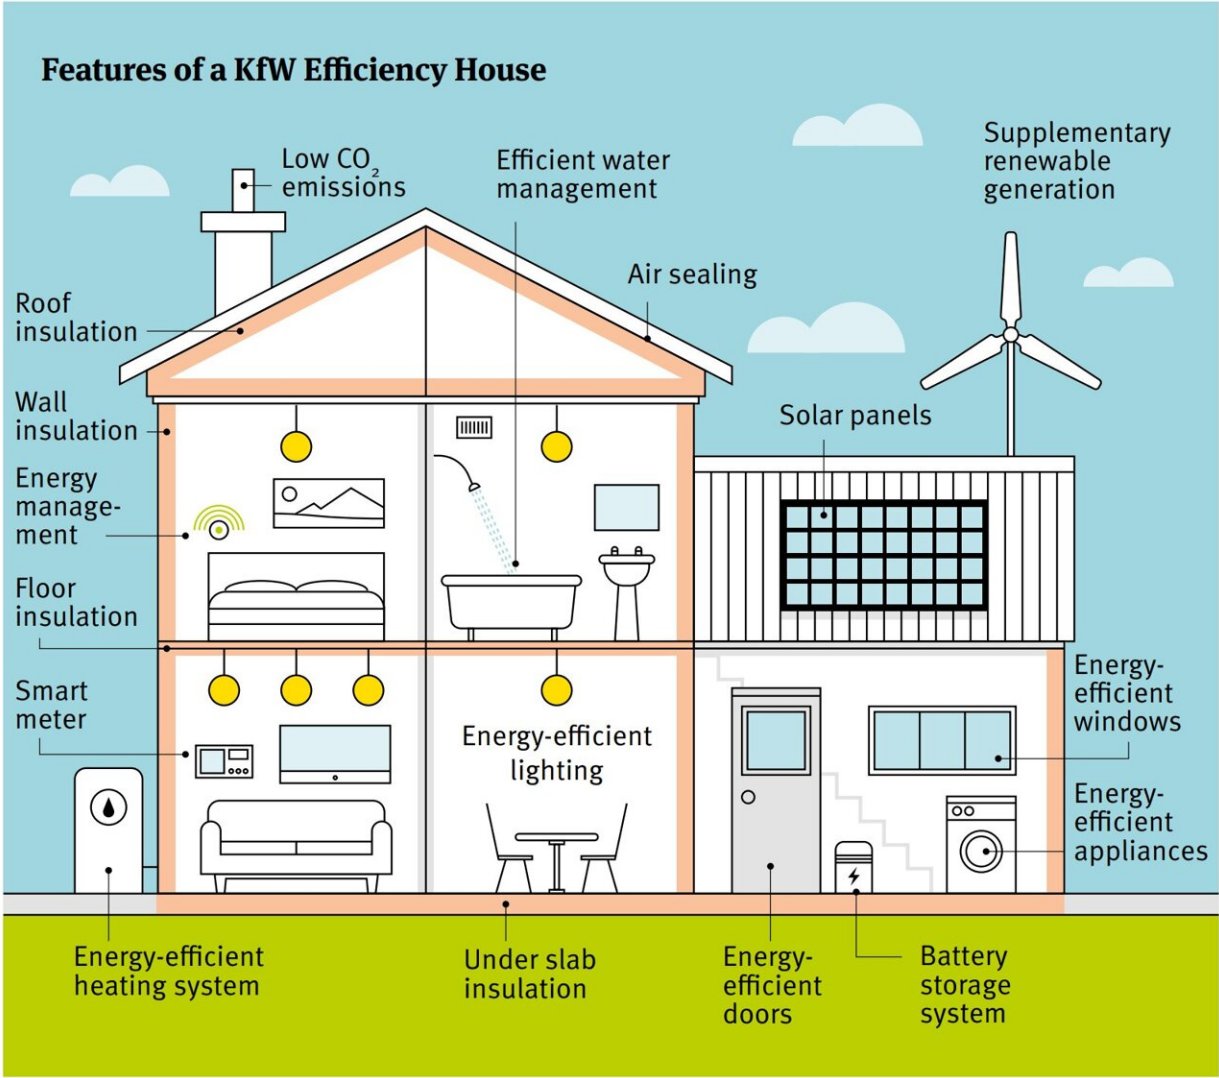 Features of a KfW Efficiency House
Low CO₂
emissions
Efficient water
management
Supplementary
renewable
generation
Air sealing
Roof
insulation
Wall
insulation
Solar panels
Energy
manage-
ment
Floor
insulation
Smart
meter
Energy-efficient
lighting
Energy-
efficient
windows
Energy-
efficient
appliances
Energy-efficient
heating system
Under slab
insulation
Energy-
efficient
doors
Battery
storage
system